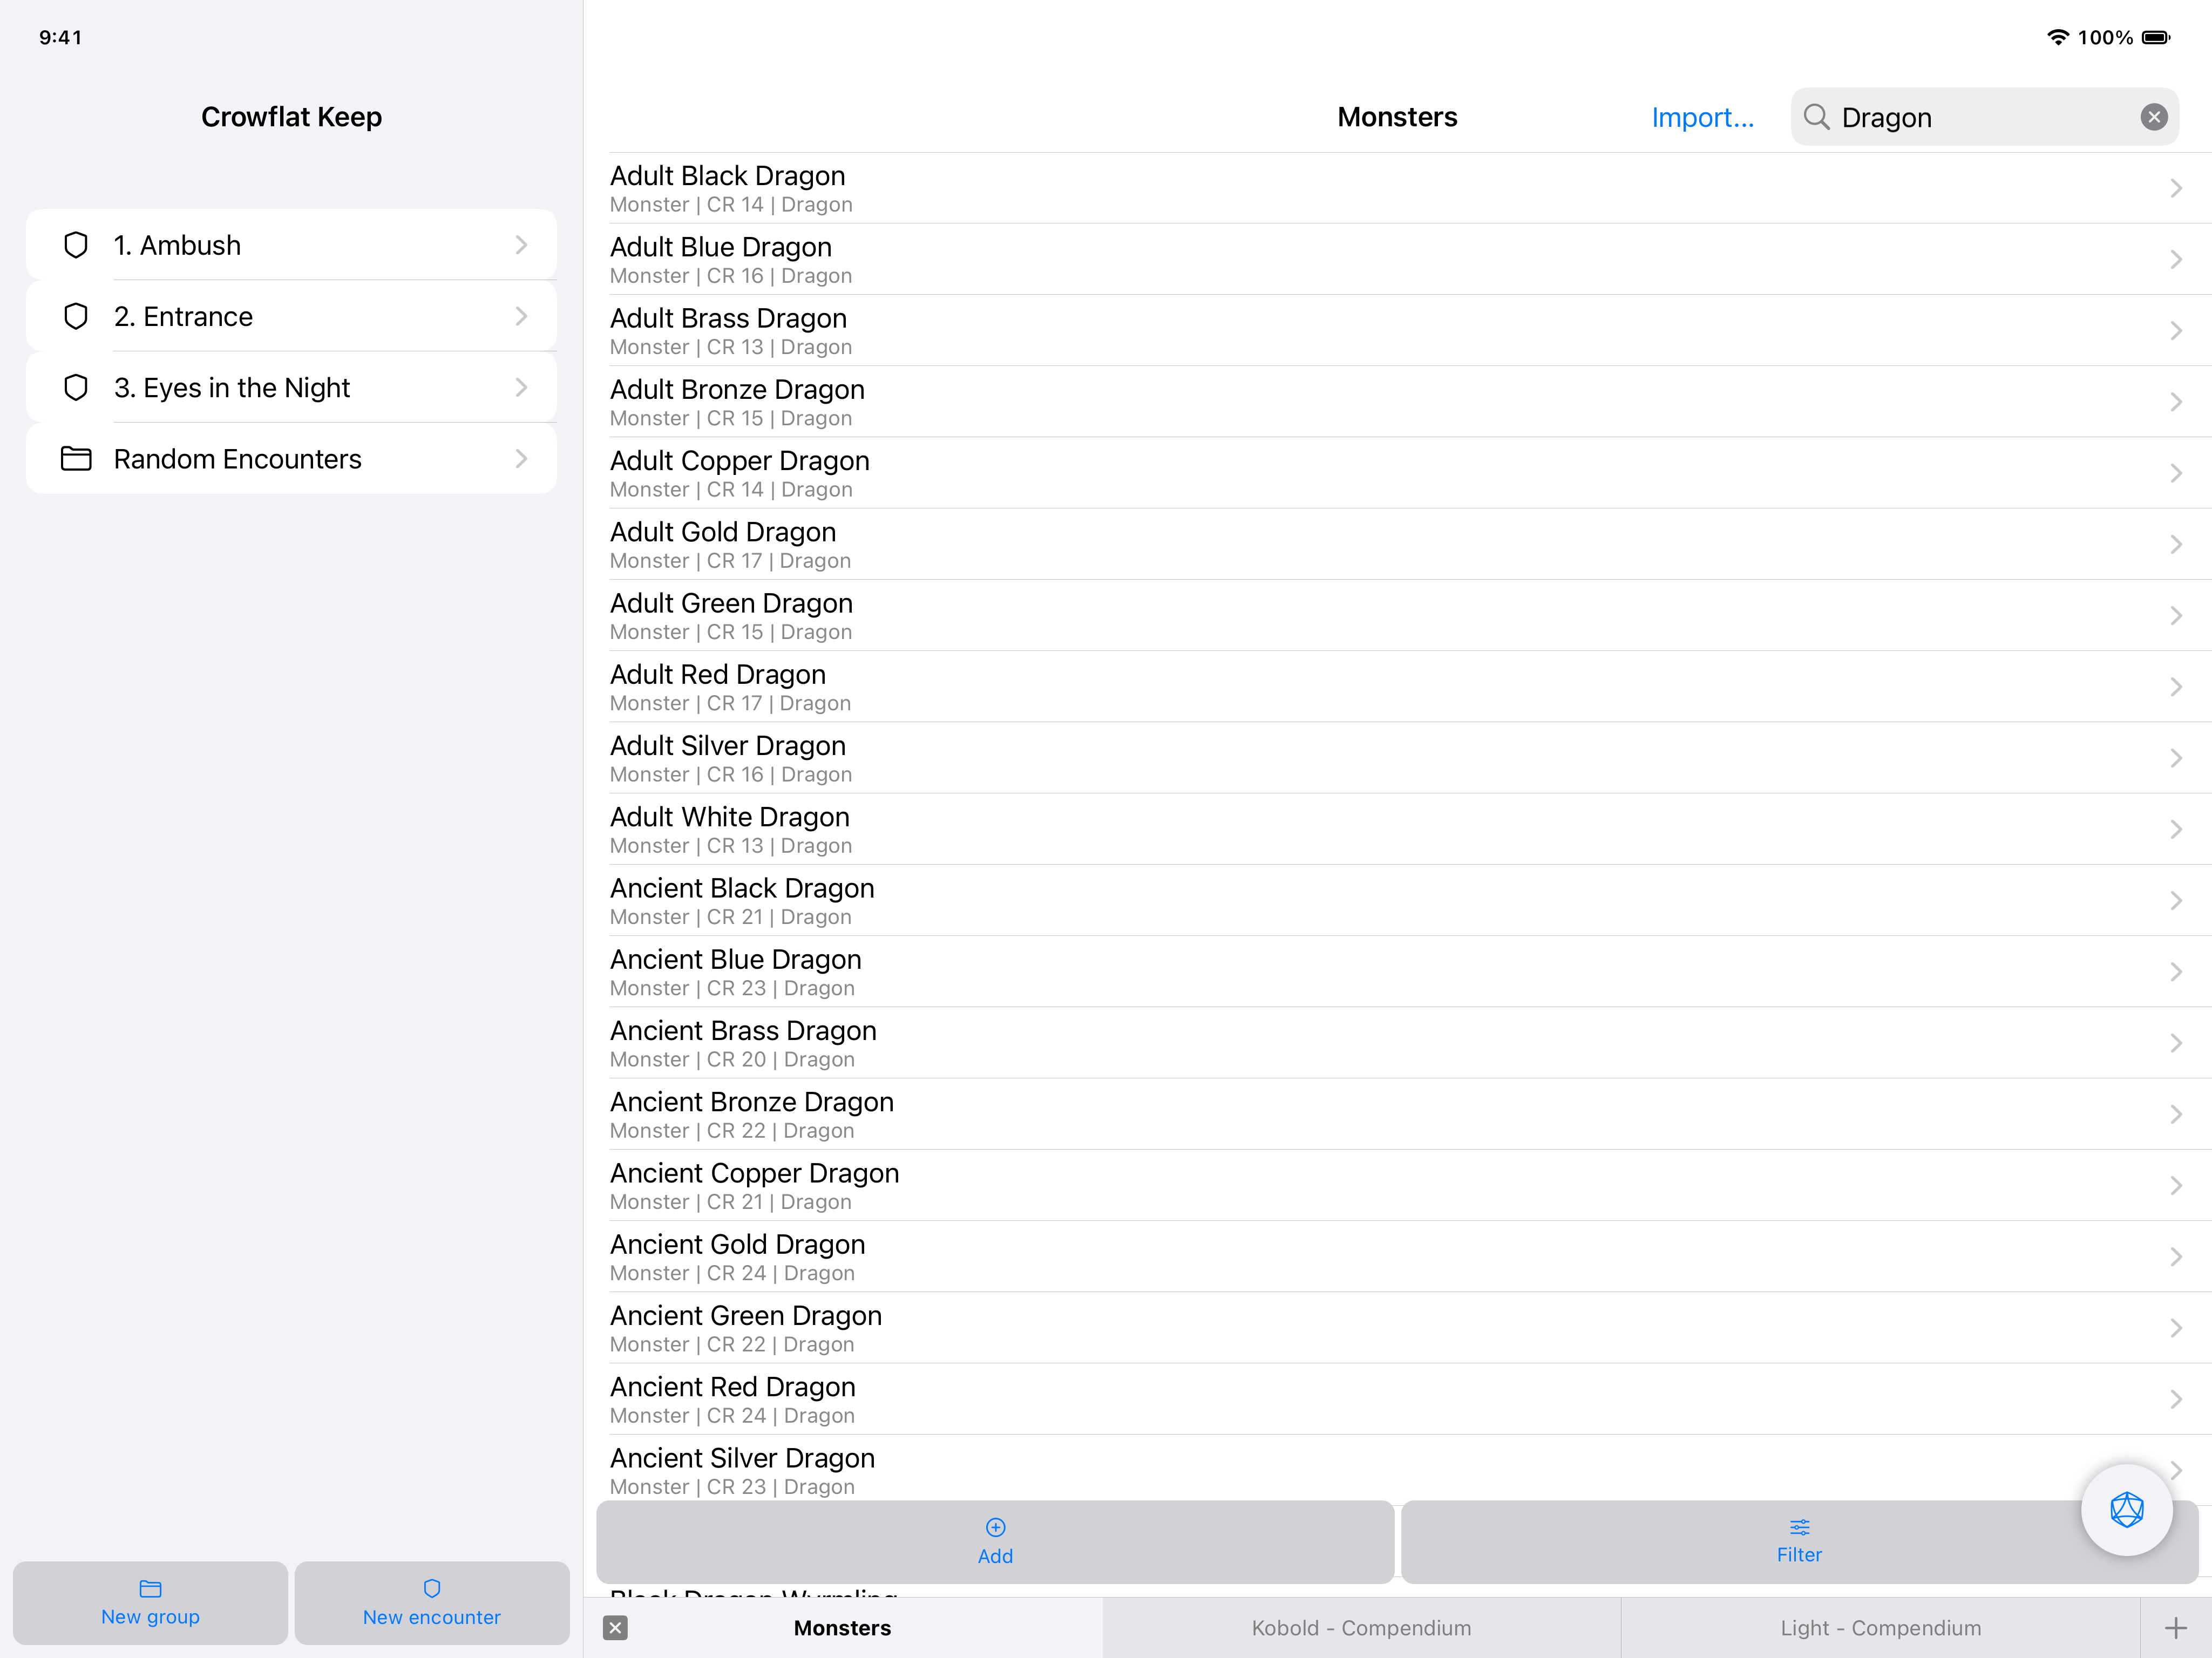 9:41
100%
Crowflat Keep
1. Ambush
2. Entrance
3. Eyes in the Night
Random Encounters
New group
New encounter
Monsters
Import...
Dragon
Adult Black Dragon
Monster | CR 14 | Dragon
Adult Blue Dragon
Monster | CR 16 | Dragon
Adult Brass Dragon
Monster | CR 13 | Dragon
Adult Bronze Dragon
Monster | CR 15 | Dragon
Adult Copper Dragon
Monster | CR 14 | Dragon
Adult Gold Dragon
Monster | CR 17 | Dragon
Adult Green Dragon
Monster | CR 15 | Dragon
Adult Red Dragon
Monster | CR 17 | Dragon
Adult Silver Dragon
Monster | CR 16 | Dragon
Adult White Dragon
Monster | CR 13 | Dragon
Ancient Black Dragon
Monster | CR 21 | Dragon
Ancient Blue Dragon
Monster | CR 23 | Dragon
Ancient Brass Dragon
Monster | CR 20 | Dragon
Ancient Bronze Dragon
Monster | CR 22 | Dragon
Ancient Copper Dragon
Monster | CR 21 | Dragon
Ancient Gold Dragon
Monster | CR 24 | Dragon
Ancient Green Dragon
Monster | CR 22 | Dragon
Ancient Red Dragon
Monster | CR 24 | Dragon
Ancient Silver Dragon
Monster | CR 23 | Dragon
Add
Filter
Black Dragon Wyrmling
Monsters
Kobold - Compendium
Light - Compendium